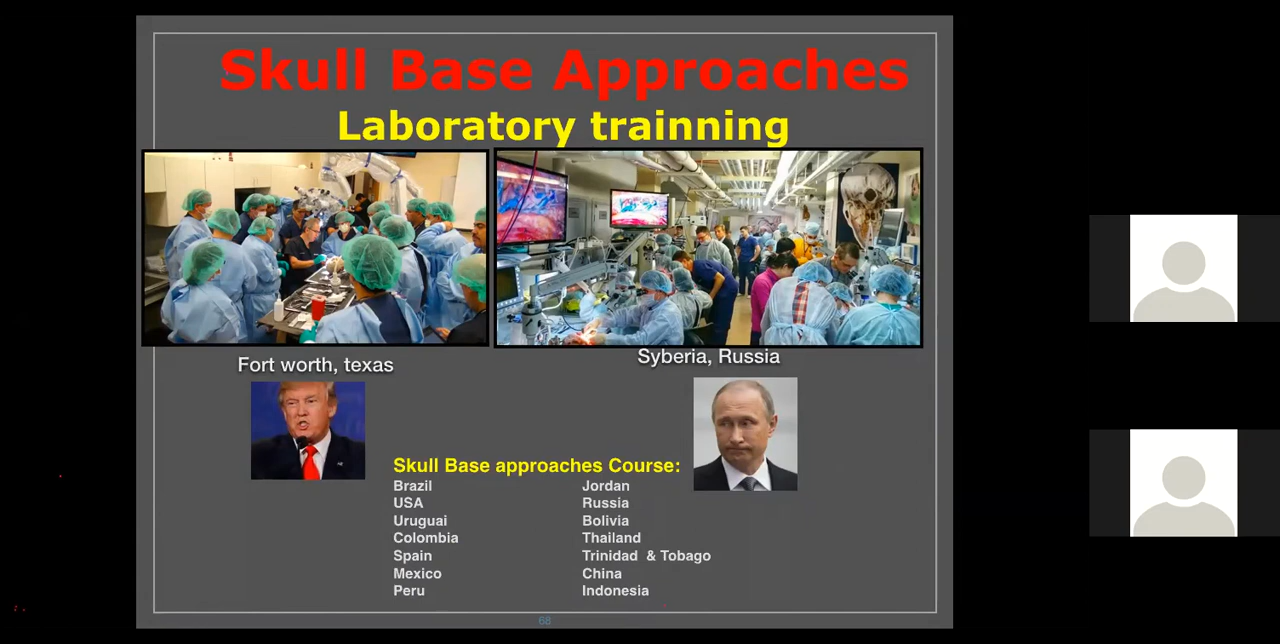 Skull Base Approaches
Laboratory trainning
Fort worth, texas
Syberia, Russia
Skull Base approaches Course:
Brazil
USA
Uruguai
Colombia
Spain
Mexico
Peru
Jordan
Russia
Bolivia
Thailand
Trinidad & Tobago
China
Indonesia
68